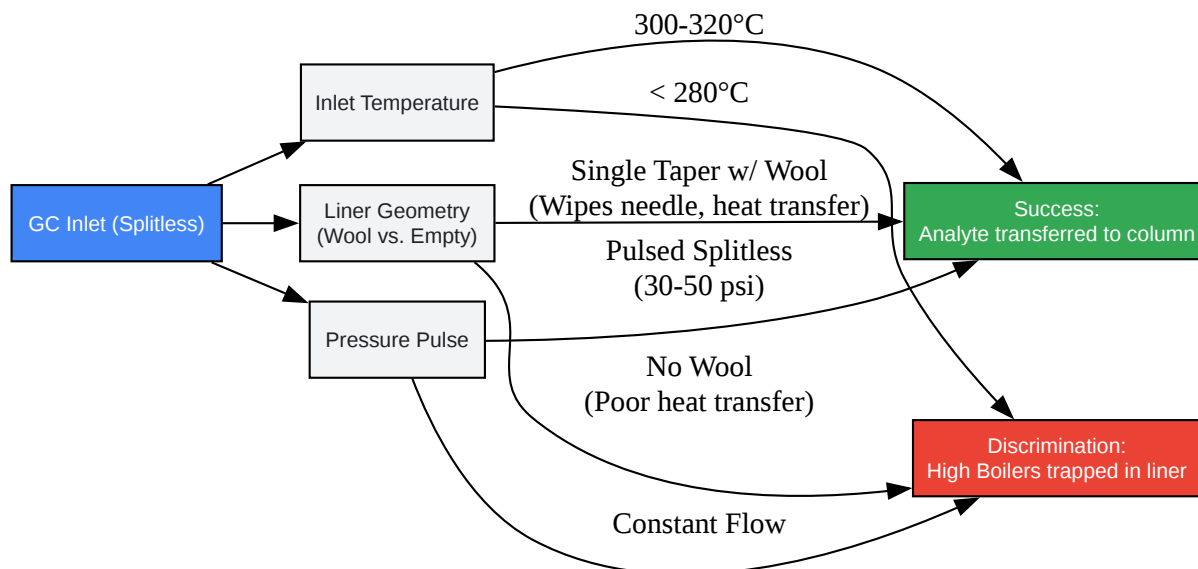 300-320°C
Inlet Temperature
< 280°C
Single Taper w/ Wool
(Wipes needle, heat transfer)
GC Inlet (Splitless)
Liner Geometry
(Wool vs. Empty)
Success:
Analyte transferred to column
Pulsed Splitless
(30-50 psi)
Pressure Pulse
No Wool
(Poor heat transfer)
Discrimination:
High Boilers trapped in liner
Constant Flow